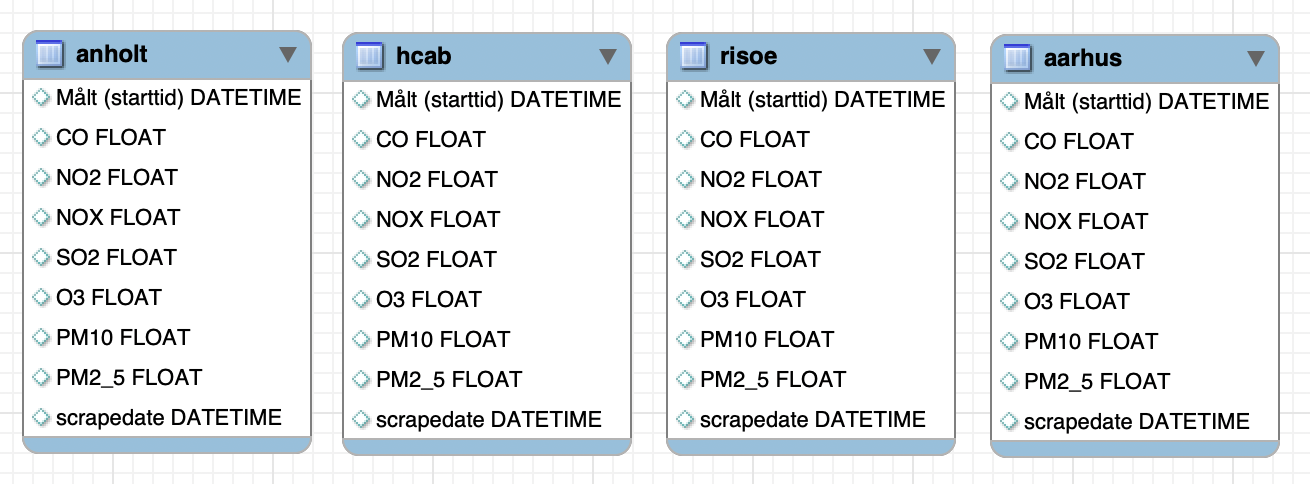 anholt
Målt (starttid) DATETIME
CO FLOAT
NO2 FLOAT
NOX FLOAT
SO2 FLOAT
O3 FLOAT
PM10 FLOAT
PM2_5 FLOAT
scrapedate DATETIME
hcab
Målt (starttid) DATETIME
CO FLOAT
NO2 FLOAT
NOX FLOAT
SO2 FLOAT
O3 FLOAT
PM10 FLOAT
PM2_5 FLOAT
scrapedate DATETIME
risoe
Målt (starttid) DATETIME
CO FLOAT
NO2 FLOAT
NOX FLOAT
SO2 FLOAT
O3 FLOAT
PM10 FLOAT
PM2_5 FLOAT
scrapedate DATETIME
aarhus
Målt (starttid) DATETIME
CO FLOAT
NO2 FLOAT
NOX FLOAT
SO2 FLOAT
O3 FLOAT
PM10 FLOAT
PM2_5 FLOAT
scrapedate DATETIME